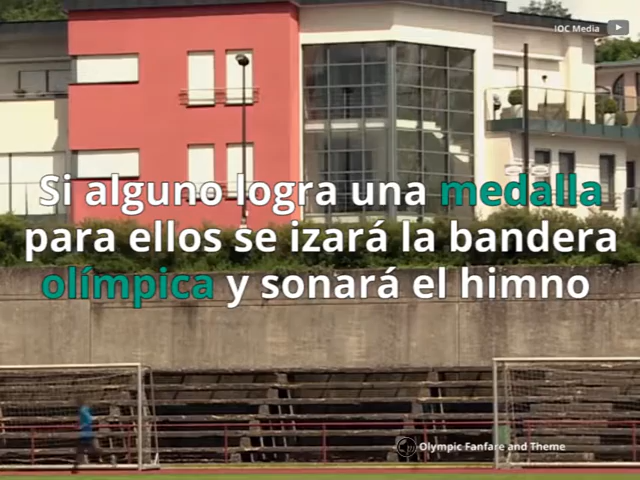 IOC Media
Si alguno logra una medalla
para ellos se izará la bandera
olímpica y sonará el himno
Olympic Fanfare and Theme